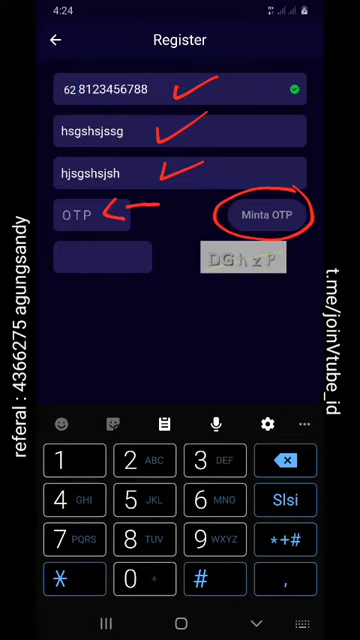 4:24
Register
62 8123456788
hsgshsjssg
hjsgshsjsh
OTP
Minta OTP
DGhzP
referal : 4366275 agungsandy
t.me/joinVtube_id
1
2 ABC
3 DEF
4 GHI
5 JKL
6 MNO
Slsi
7 PQRS
8 TUV
9 WXYZ
*+#
*
0 +
#
,